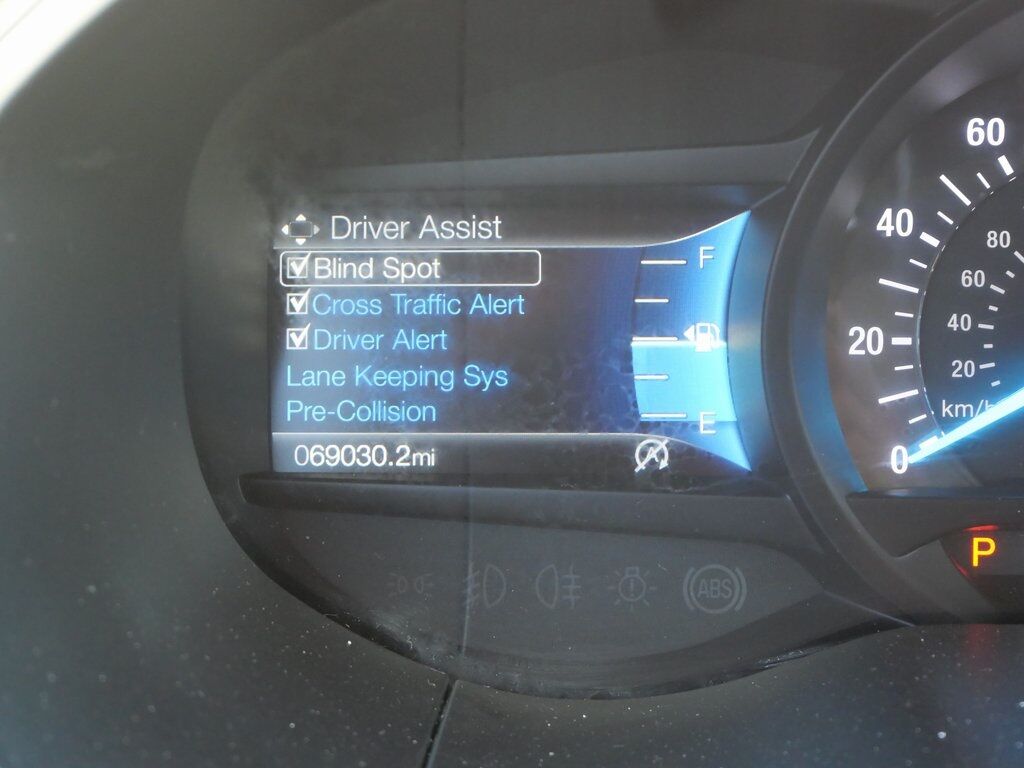 Driver Assist
Blind Spot
Cross Traffic Alert
Driver Alert
Lane Keeping Sys
Pre-Collision
069030.2mi
F
E
60
40
20
0
80
60
40
20
km/h
P
ABS